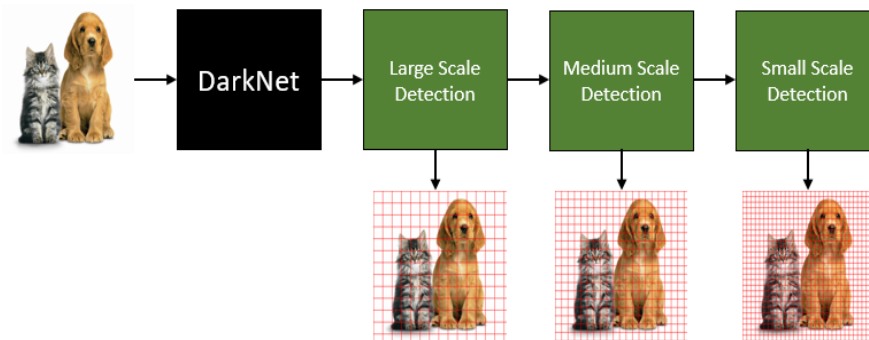 DarkNet
Large Scale
Detection
Medium Scale
Detection
Small Scale
Detection